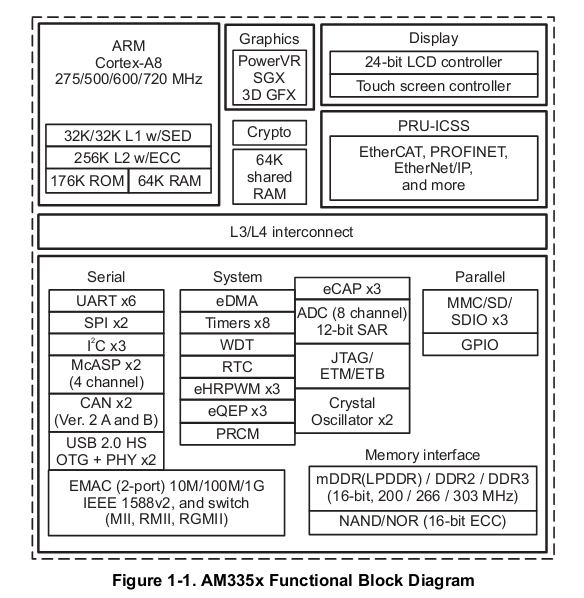 ARM
Cortex-A8
275/500/600/720 MHz
32K/32K L1 w/SED
256K L2 w/ECC
176K ROM
64K RAM
Graphics
PowerVR
SGX
3D GFX
Crypto
64K
shared
RAM
Display
24-bit LCD controller
Touch screen controller
PRU-ICSS
EtherCAT, PROFINET,
EtherNet/IP,
and more
L3/L4 interconnect
Serial
UART x6
SPI x2
I²C x3
McASP x2
(4 channel)
CAN x2
(Ver. 2 A and B)
USB 2.0 HS
OTG + PHY x2
EMAC (2-port) 10M/100M/1G
IEEE 1588v2, and switch
(MII, RMII, RGMII)
System
eDMA
Timers x8
WDT
RTC
eHRPWM x3
eQEP x3
PRCM
eCAP x3
ADC (8 channel)
12-bit SAR
JTAG/
ETM/ETB
Crystal
Oscillator x2
Parallel
MMC/SD/
SDIO x3
GPIO
Memory interface
mDDR(LPDDR) / DDR2 / DDR3
(16-bit, 200 / 266 / 303 MHz)
NAND/NOR (16-bit ECC)
Figure 1-1. AM335x Functional Block Diagram